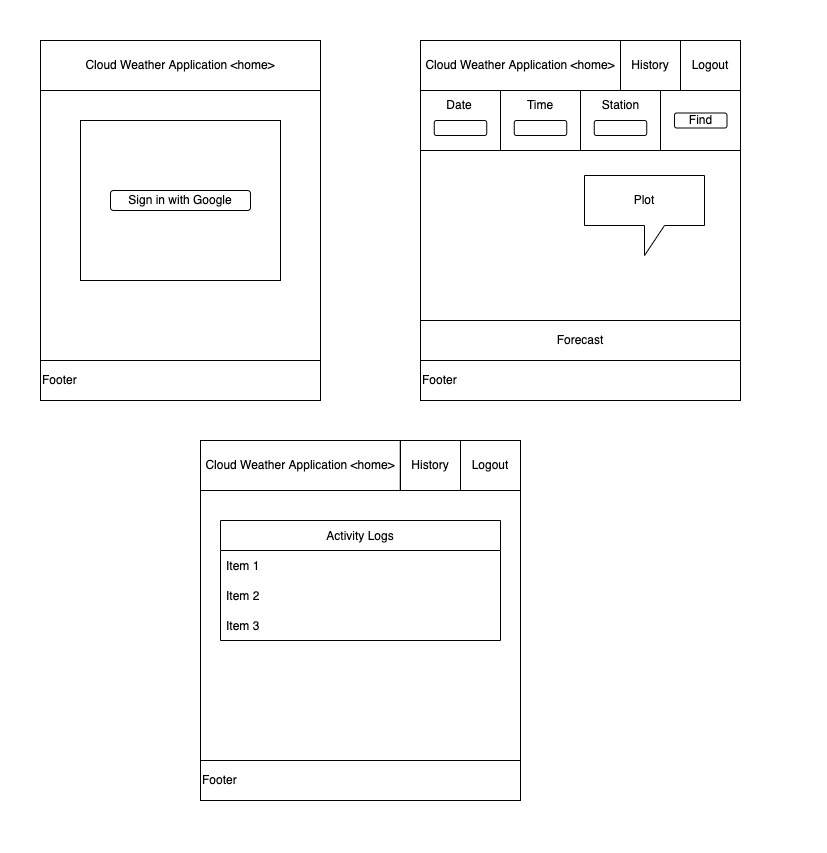 Cloud Weather Application <home>
Sign in with Google
Footer
Cloud Weather Application <home>
History
Logout
Date
Time
Station
Find
Plot
Forecast
Footer
Cloud Weather Application <home>
History
Logout
Activity Logs
Item 1
Item 2
Item 3
Footer